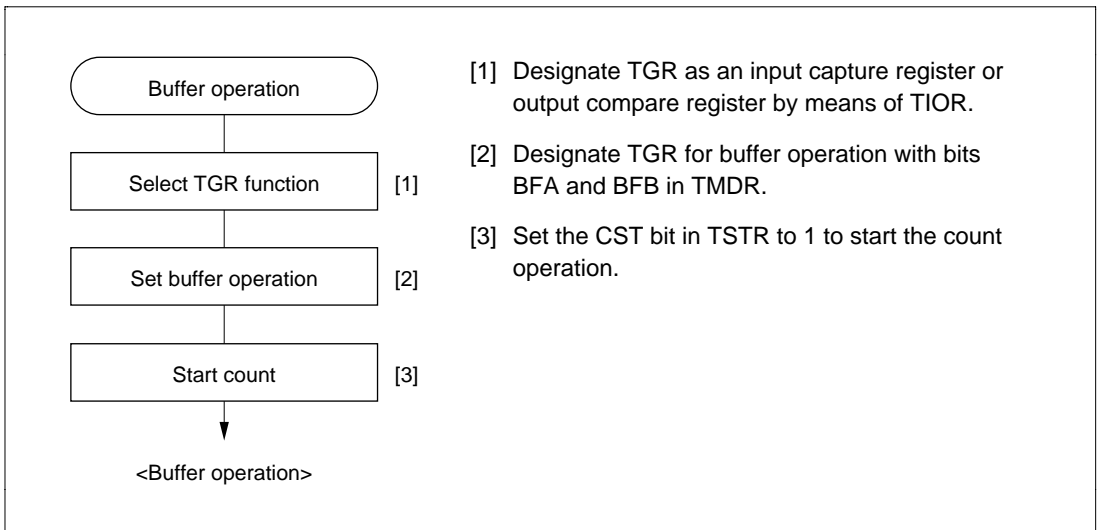 Buffer operation
Select TGR function
[1]
Set buffer operation
[2]
Start count
[3]
<Buffer operation>
[1] Designate TGR as an input capture register or
output compare register by means of TIOR.
[2] Designate TGR for buffer operation with bits
BFA and BFB in TMDR.
[3] Set the CST bit in TSTR to 1 to start the count
operation.